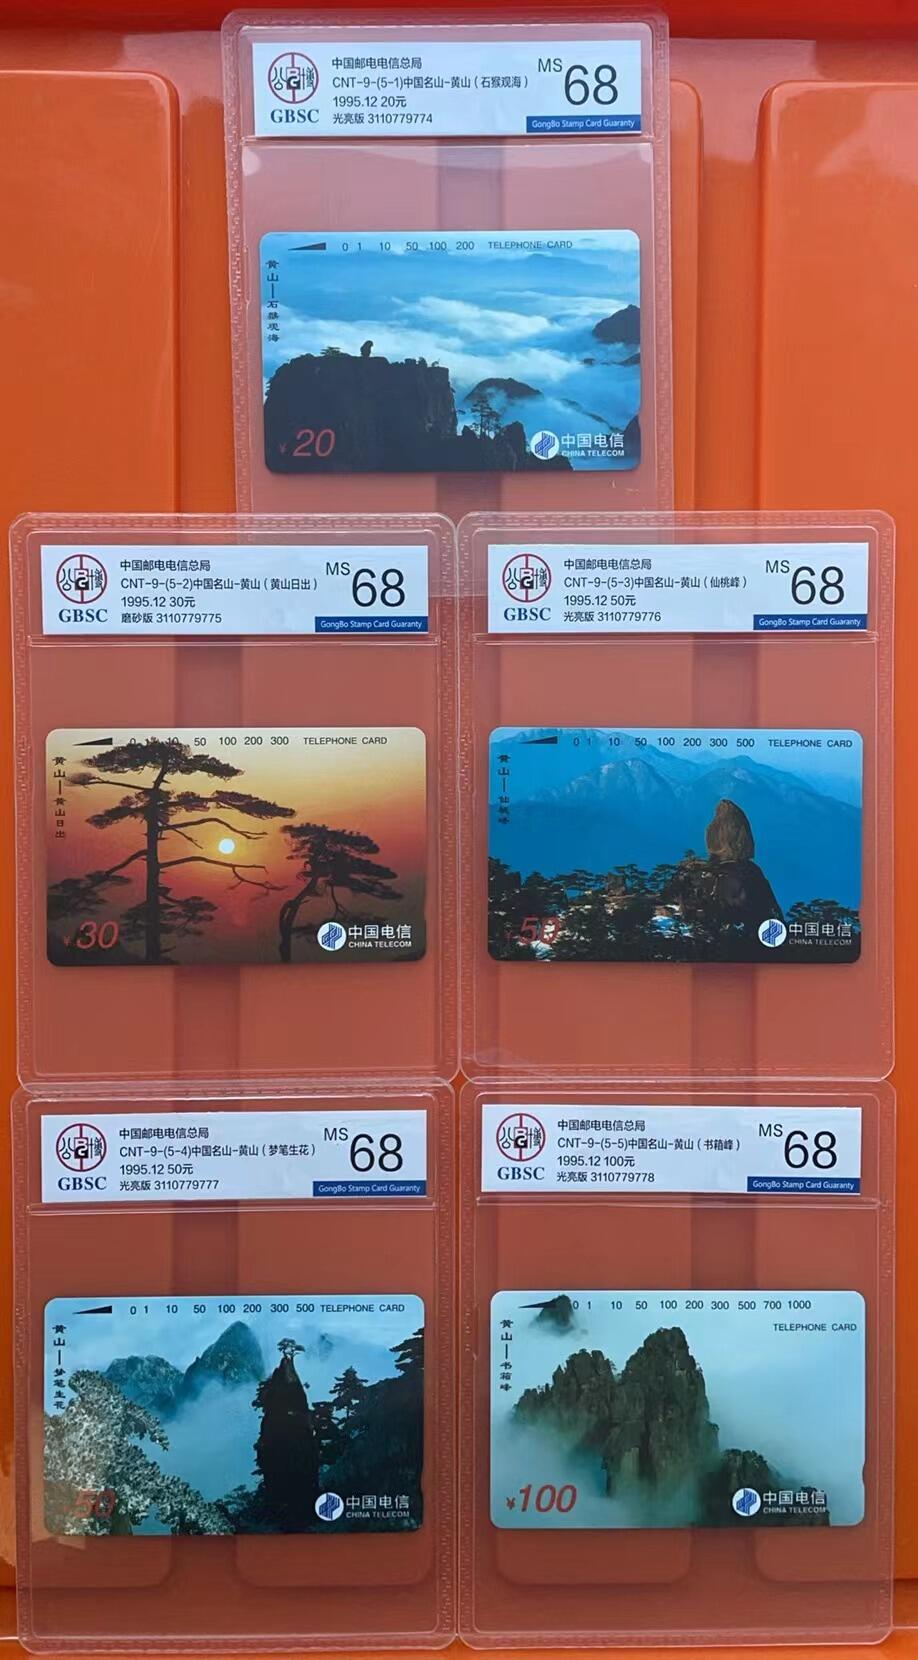 中国邮电电信总局
CNT-9-(5-1)中国名山-黄山（石猴观海）
1995.12 20元
光亮版 3110779774
GBSC
MS 68
GongBo Stamp Card Guaranty
0 1 10 50 100 200 TELEPHONE CARD
黄山—石猴观海
¥20
中国电信
CHINA TELECOM
中国邮电电信总局
CNT-9-(5-2)中国名山-黄山（黄山日出）
1995.12 30元
磨砂版 3110779775
GBSC
MS 68
GongBo Stamp Card Guaranty
0 1 10 50 100 200 300 TELEPHONE CARD
黄山—黄山日出
¥30
中国电信
CHINA TELECOM
中国邮电电信总局
CNT-9-(5-3)中国名山-黄山（仙桃峰）
1995.12 50元
光亮版 3110779776
GBSC
MS 68
GongBo Stamp Card Guaranty
0 1 10 50 100 200 300 500 TELEPHONE CARD
黄山—仙桃峰
¥50
中国电信
CHINA TELECOM
中国邮电电信总局
CNT-9-(5-4)中国名山-黄山（梦笔生花）
1995.12 50元
光亮版 3110779777
GBSC
MS 68
GongBo Stamp Card Guaranty
0 1 10 50 100 200 300 500 TELEPHONE CARD
黄山—梦笔生花
50
中国电信
CHINA TELECOM
中国邮电电信总局
CNT-9-(5-5)中国名山-黄山（书箱峰）
1995.12 100元
光亮版 3110779778
GBSC
MS 68
GongBo Stamp Card Guaranty
0 1 10 50 100 200 300 500 700 1000
TELEPHONE CARD
黄山—书箱峰
¥100
中国电信
CHINA TELECOM